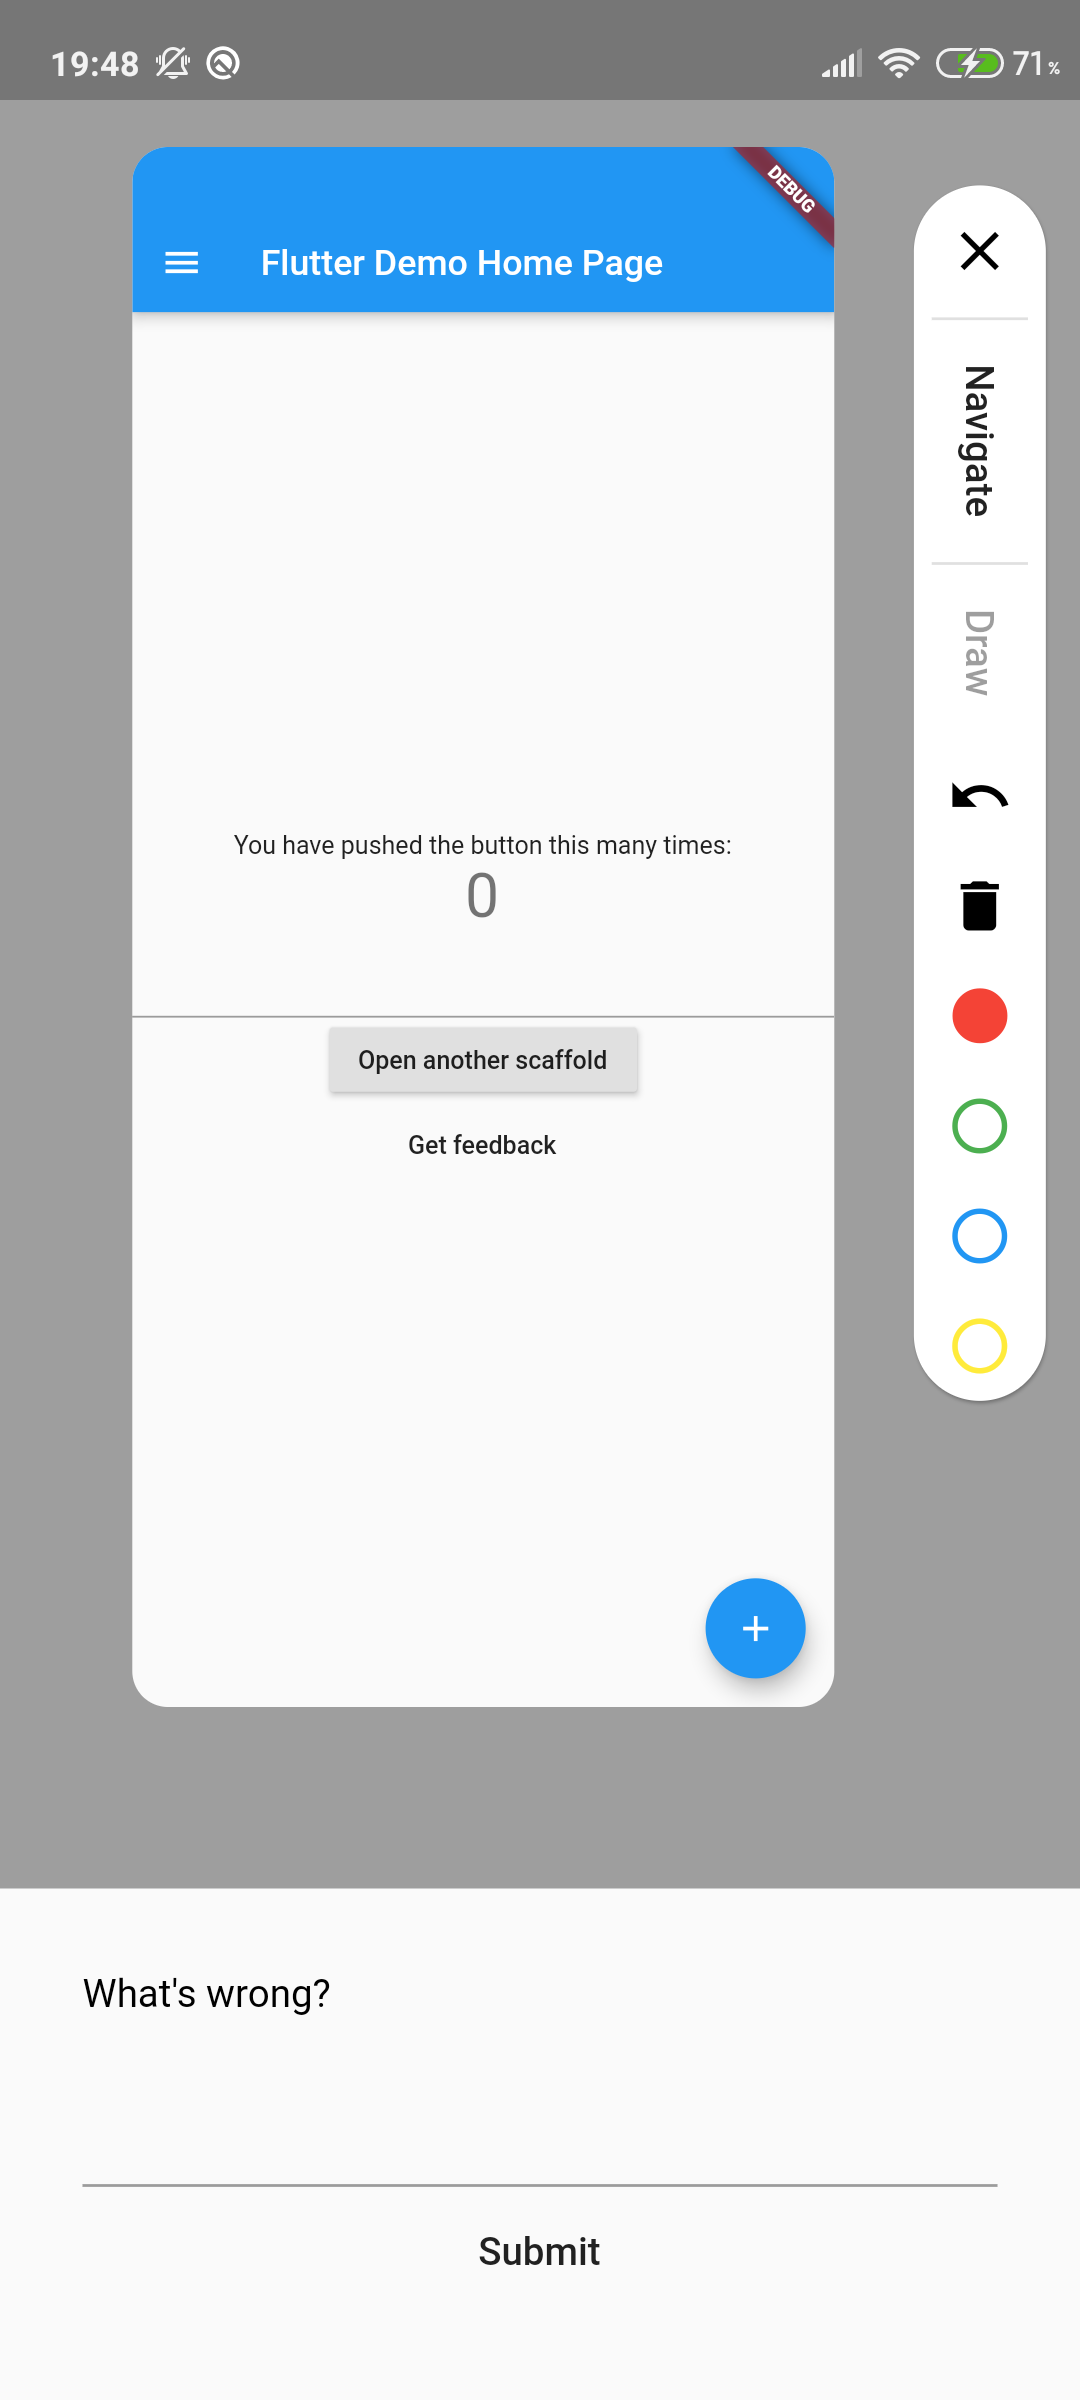 19:48 71%
DEBUG
Flutter Demo Home Page
Navigate
Draw
You have pushed the button this many times:
0
Open another scaffold
Get feedback
+
What's wrong?
Submit